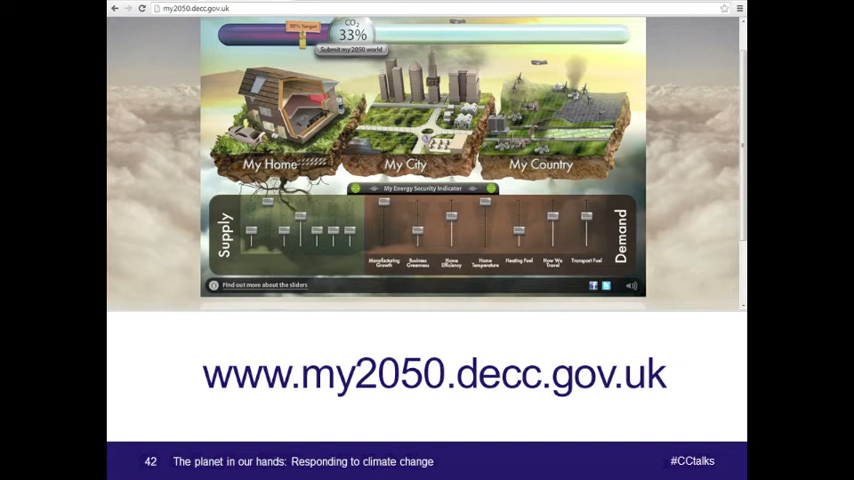 my2050.decc.gov.uk
80% Target
CO2
33%
Submit my 2050 world
My Home
My City
My Country
My Energy Security Indicator
Supply
Manufacturing Growth
Business Greenness
Home Efficiency
Home Temperature
Heating Fuel
How We Travel
Transport Fuel
Demand
Find out more about the sliders
www.my2050.decc.gov.uk
42 The planet in our hands: Responding to climate change #CCtalks